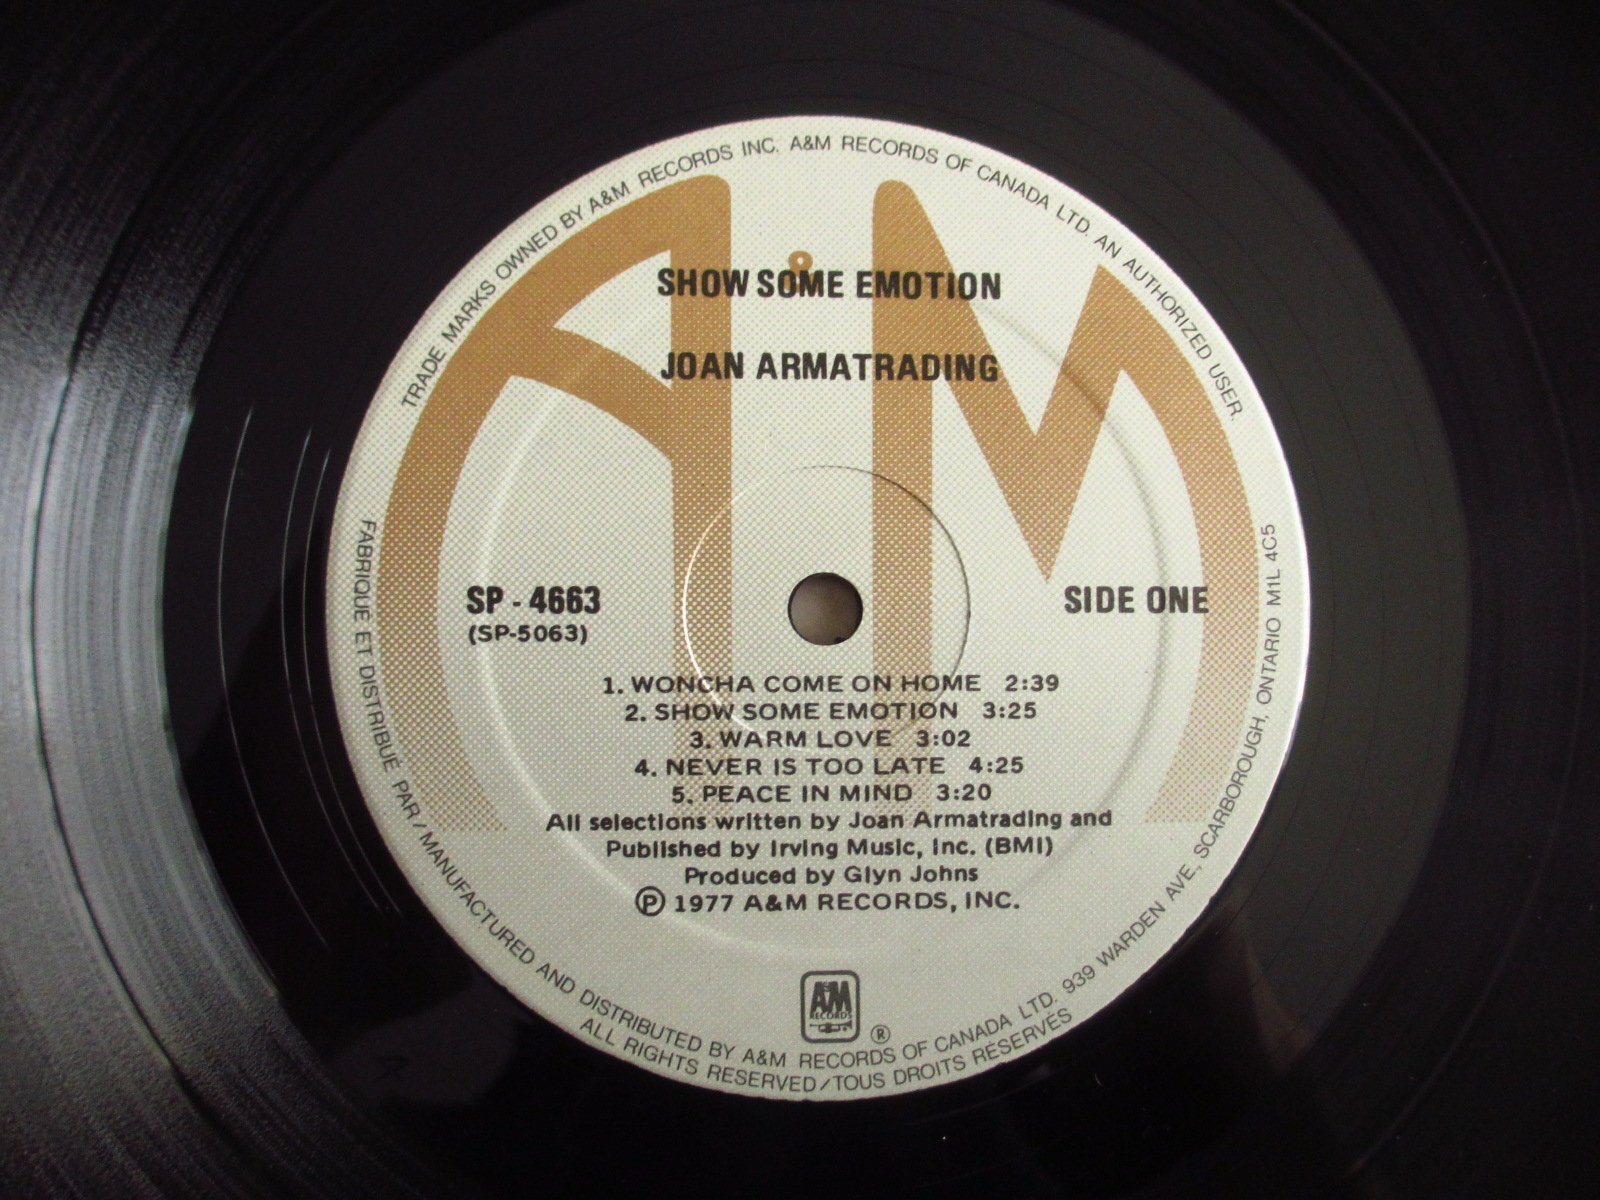 TRADE MARKS OWNED BY A&M RECORDS INC. A&M RECORDS OF CANADA LTD. AN AUTHORIZED USER.
A&M
SHOW SOME EMOTION
JOAN ARMATRADING
SP - 4663
(SP-5063)
SIDE ONE
1. WONCHA COME ON HOME 2:39
2. SHOW SOME EMOTION 3:25
3. WARM LOVE 3:02
4. NEVER IS TOO LATE 4:25
5. PEACE IN MIND 3:20
All selections written by Joan Armatrading and
Published by Irving Music, Inc. (BMI)
Produced by Glyn Johns
Ⓟ 1977 A&M RECORDS, INC.
A&M
RECORDS
®
FABRIQUÉ ET DISTRIBUÉ PAR / MANUFACTURED AND DISTRIBUTED BY A&M RECORDS OF CANADA LTD. 939 WARDEN AVE., SCARBOROUGH, ONTARIO M1L 4C5
ALL RIGHTS RESERVED / TOUS DROITS RÉSERVÉS